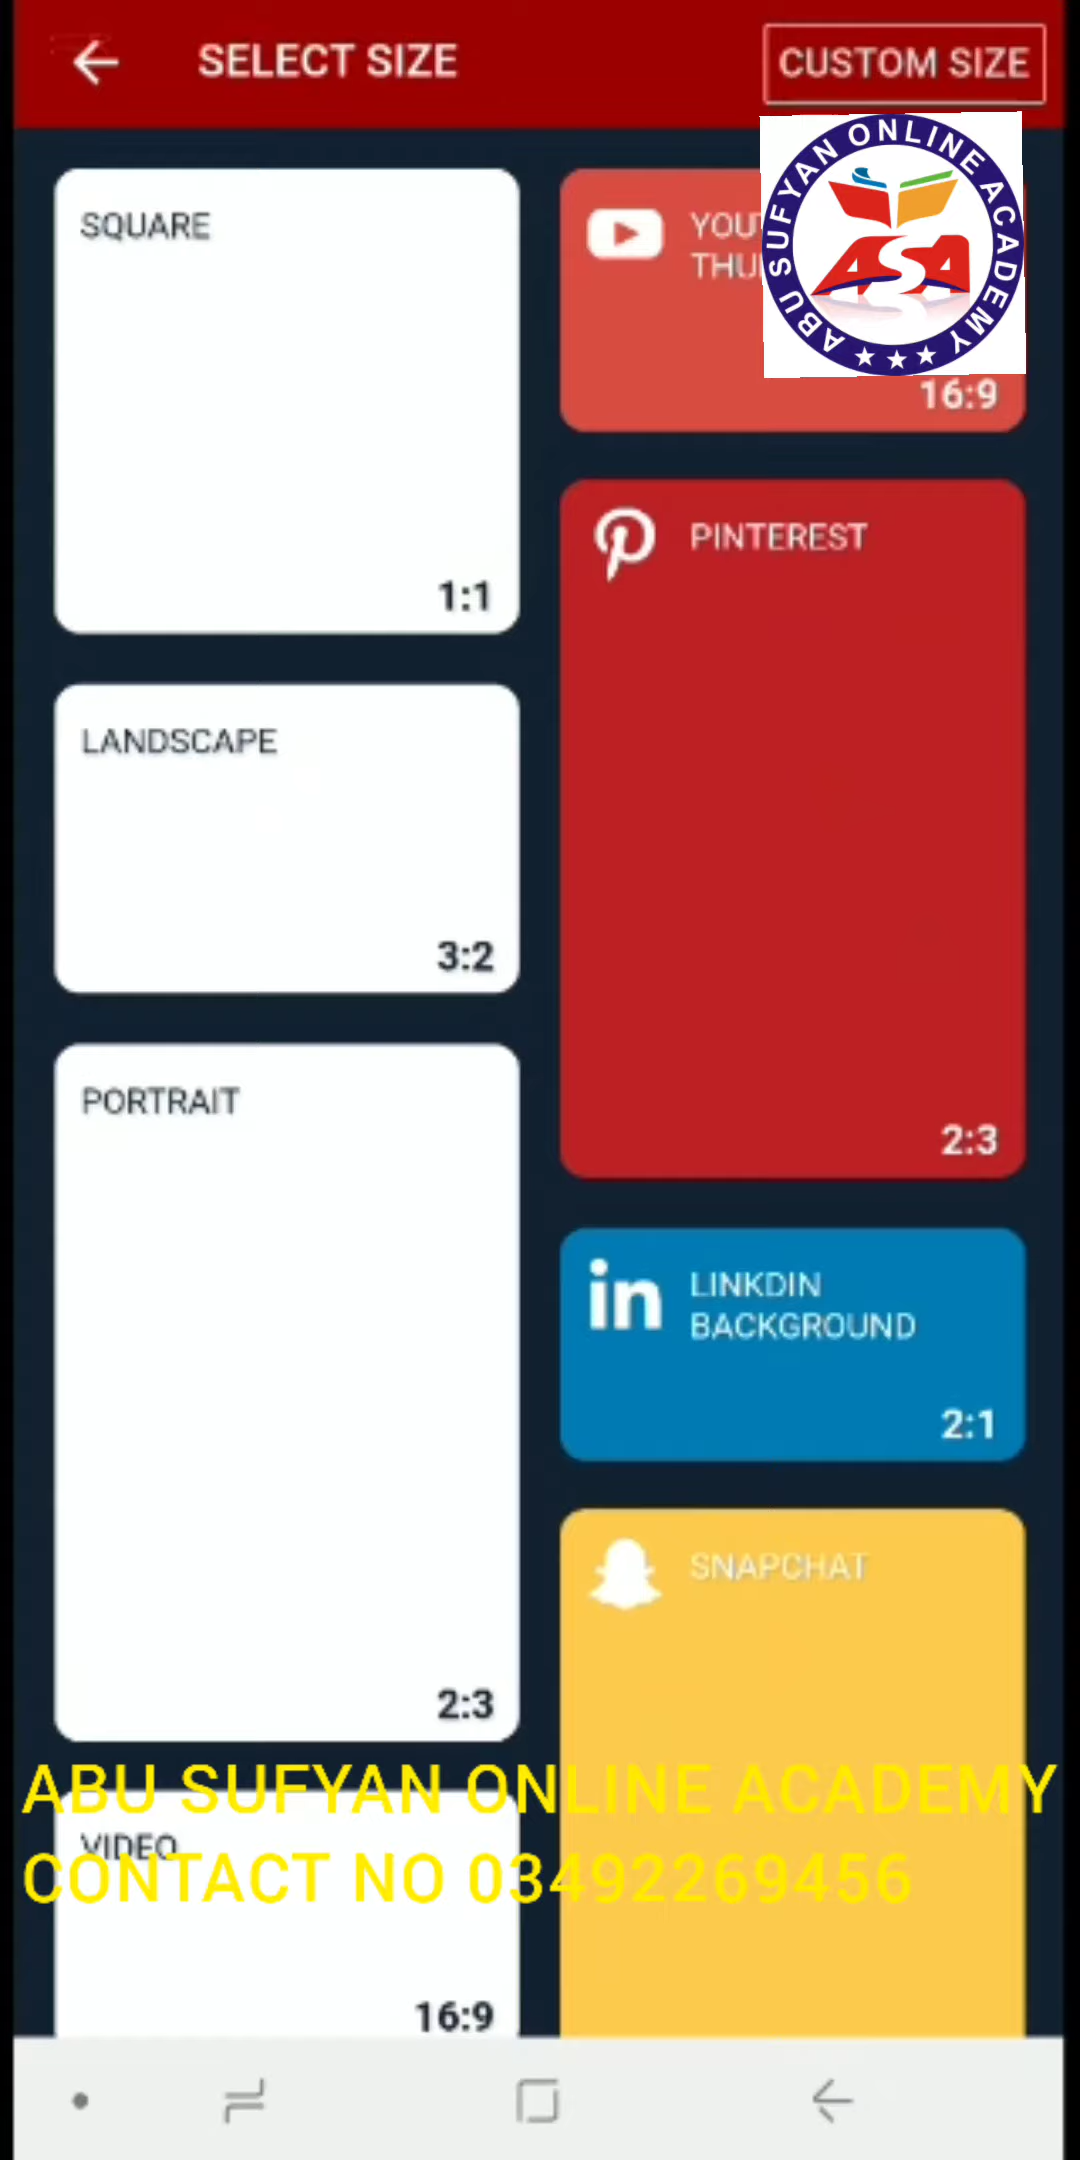 SELECT SIZE
CUSTOM SIZE
ABU SUFYAN ONLINE ACADEMY
ASA
SQUARE
1:1
16:9
PINTEREST
2:3
LANDSCAPE
3:2
PORTRAIT
2:3
LINKDIN
BACKGROUND
2:1
SNAPCHAT
ABU SUFYAN ONLINE ACADEMY
VIDEO
CONTACT NO 03492269456
16:9